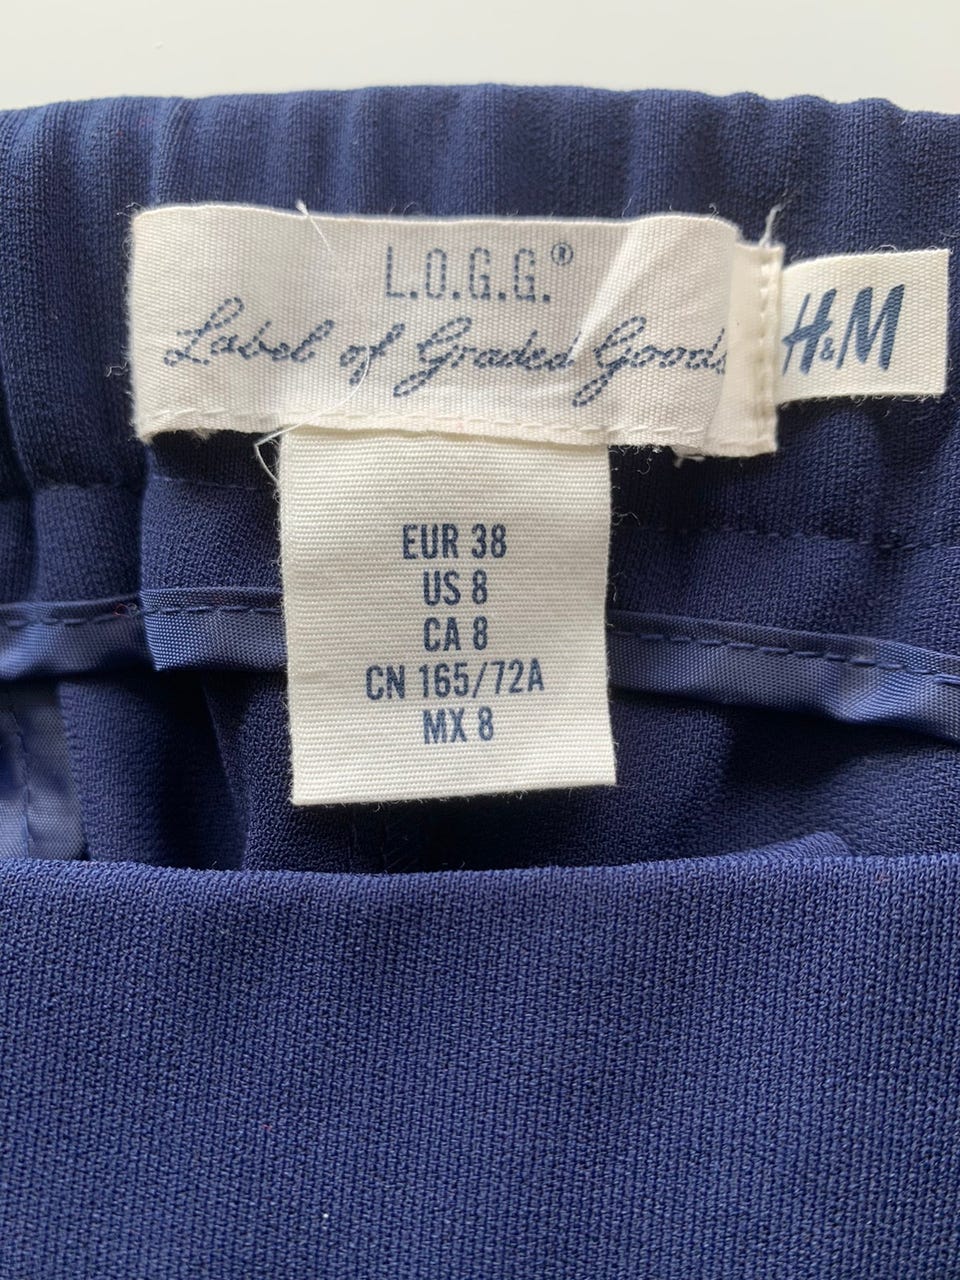 L.O.G.G.®
Label of Graded Goods
H&M
EUR 38
US 8
CA 8
CN 165/72A
MX 8